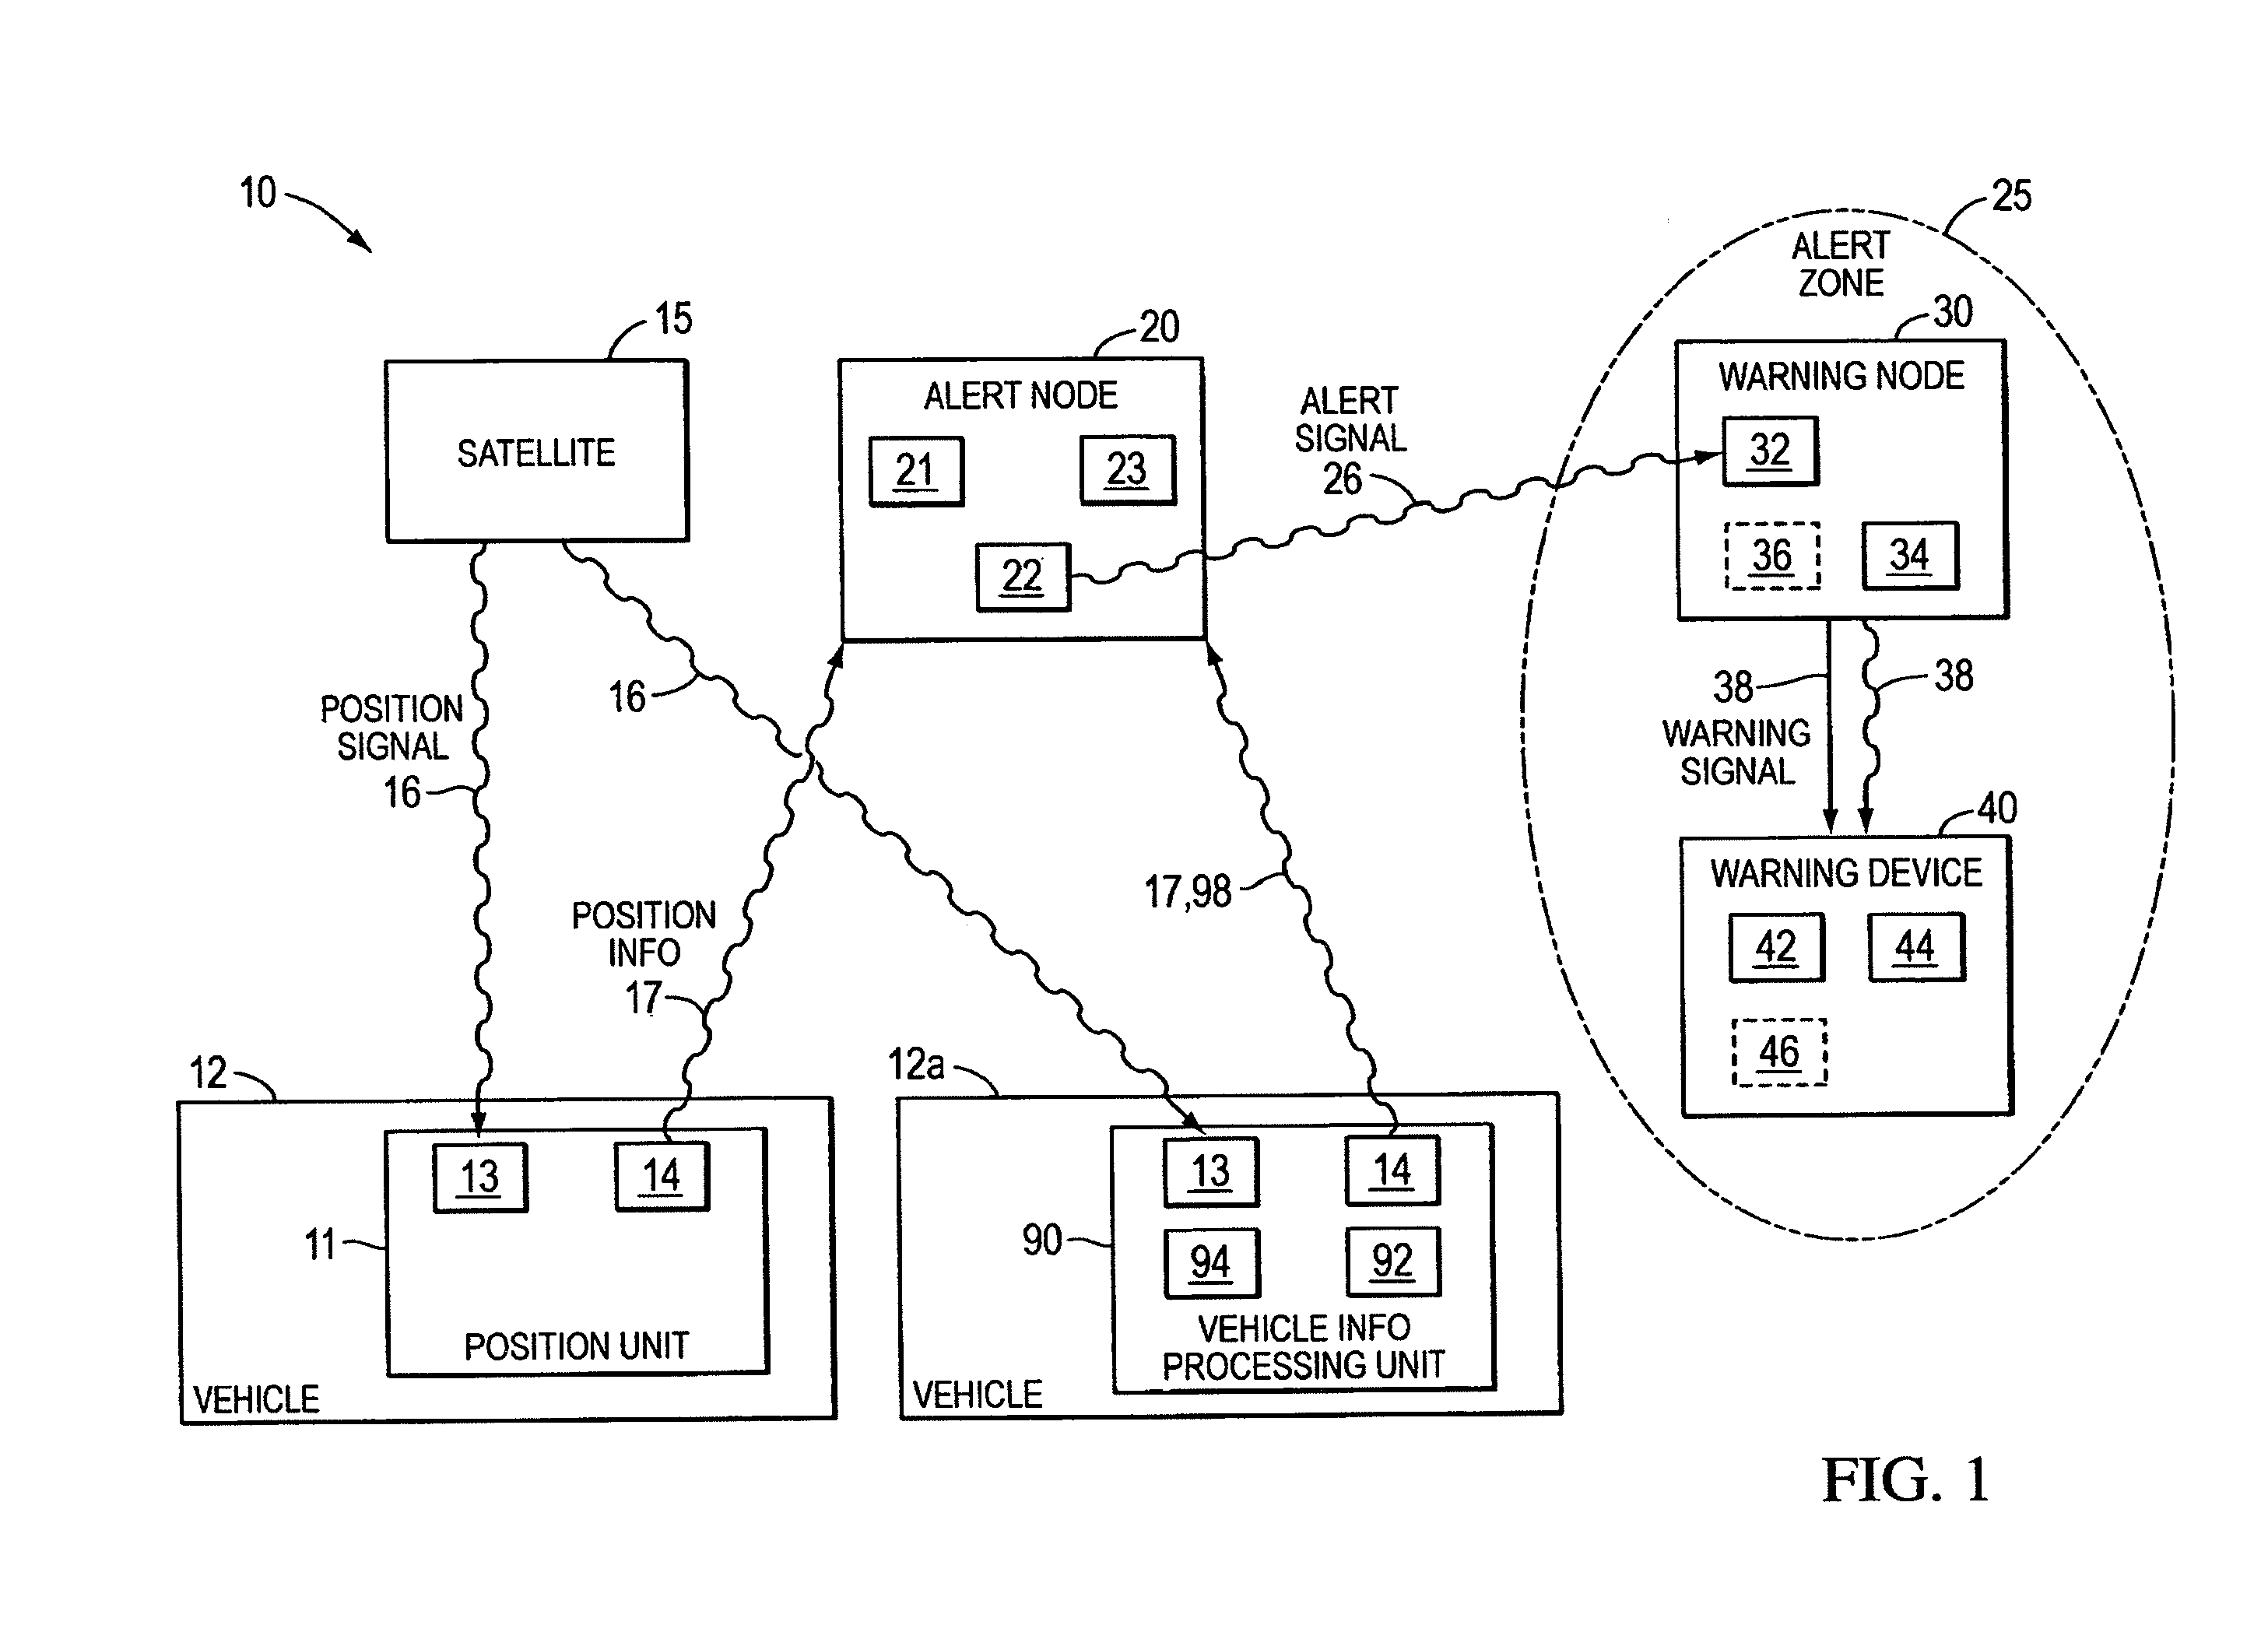 10
15
SATELLITE
20
ALERT NODE
21
23
22
ALERT
SIGNAL
26
25
ALERT
ZONE
30
WARNING NODE
32
36
34
38
38
WARNING
SIGNAL
40
WARNING DEVICE
42
44
46
POSITION
SIGNAL
16
16
POSITION
INFO
17
17,98
12
13
14
11
POSITION UNIT
VEHICLE
12a
13
14
90
94
92
VEHICLE INFO
PROCESSING UNIT
VEHICLE
FIG. 1